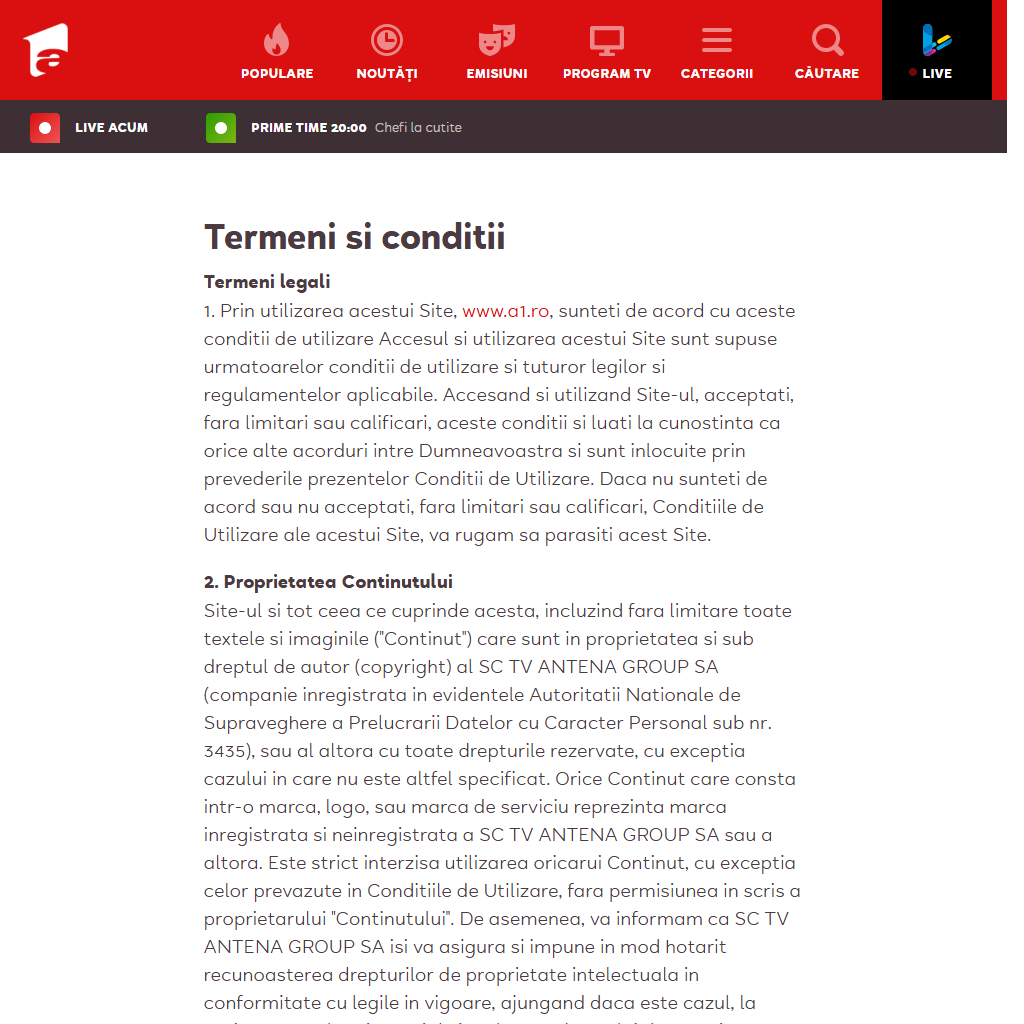 POPULARE
NOUTĂȚI
EMISIUNI
PROGRAM TV
CATEGORII
CĂUTARE
LIVE
LIVE ACUM
PRIME TIME 20:00 Chefi la cutite
Termeni si conditii
Termeni legali
1. Prin utilizarea acestui Site, www.a1.ro, sunteti de acord cu aceste
conditii de utilizare Accesul si utilizarea acestui Site sunt supuse
urmatoarelor conditii de utilizare si tuturor legilor si
regulamentelor aplicabile. Accesand si utilizand Site-ul, acceptati,
fara limitari sau calificari, aceste conditii si luati la cunostinta ca
orice alte acorduri intre Dumneavoastra si sunt inlocuite prin
prevederile prezentelor Conditii de Utilizare. Daca nu sunteti de
acord sau nu acceptati, fara limitari sau calificari, Conditiile de
Utilizare ale acestui Site, va rugam sa parasiti acest Site.
2. Proprietatea Continutului
Site-ul si tot ceea ce cuprinde acesta, incluzind fara limitare toate
textele si imaginile ("Continut") care sunt in proprietatea si sub
dreptul de autor (copyright) al SC TV ANTENA GROUP SA
(companie inregistrata in evidentele Autoritatii Nationale de
Supraveghere a Prelucrarii Datelor cu Caracter Personal sub nr.
3435), sau al altora cu toate drepturile rezervate, cu exceptia
cazului in care nu este altfel specificat. Orice Continut care consta
intr-o marca, logo, sau marca de serviciu reprezinta marca
inregistrata si neinregistrata a SC TV ANTENA GROUP SA sau a
altora. Este strict interzisa utilizarea oricarui Continut, cu exceptia
celor prevazute in Conditiile de Utilizare, fara permisiunea in scris a
proprietarului "Continutului". De asemenea, va informam ca SC TV
ANTENA GROUP SA isi va asigura si impune in mod hotarit
recunoasterea drepturilor de proprietate intelectuala in
conformitate cu legile in vigoare, ajungand daca este cazul, la